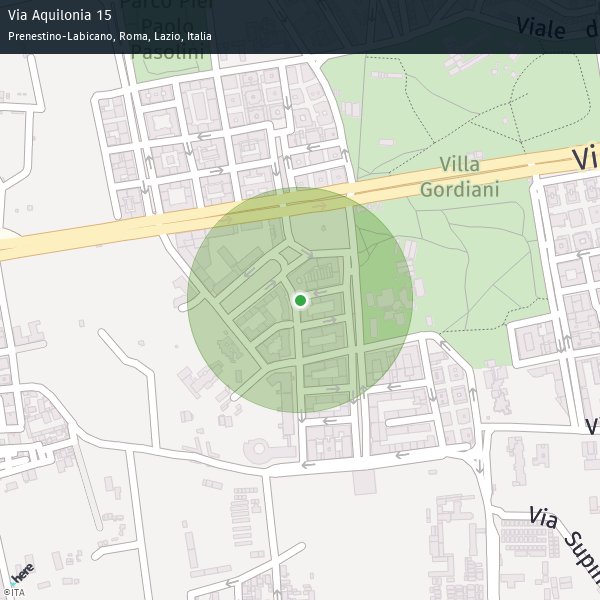 Via Aquilonia 15
Prenestino-Labicano, Roma, Lazio, Italia
Parco Pier
Paolo
Pasolini
Viale d
Vi
Villa
Gordiani
V
Via Supin
here
©ITA